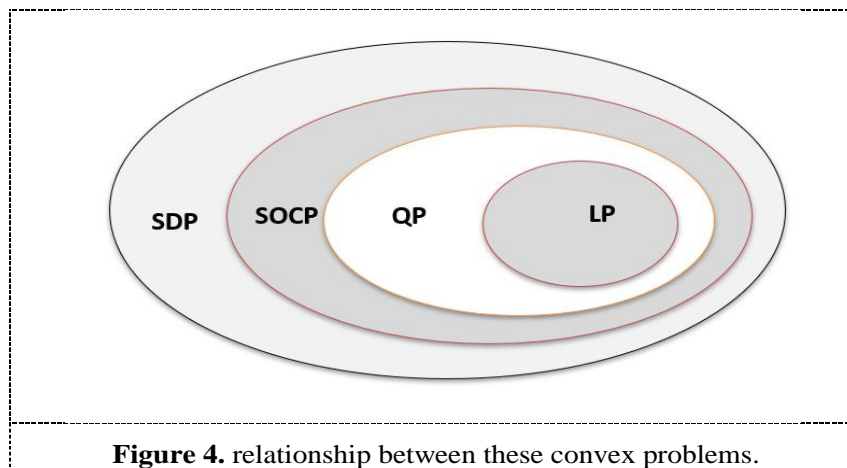 SDP SOCP QP LP
Figure 4. relationship between these convex problems.